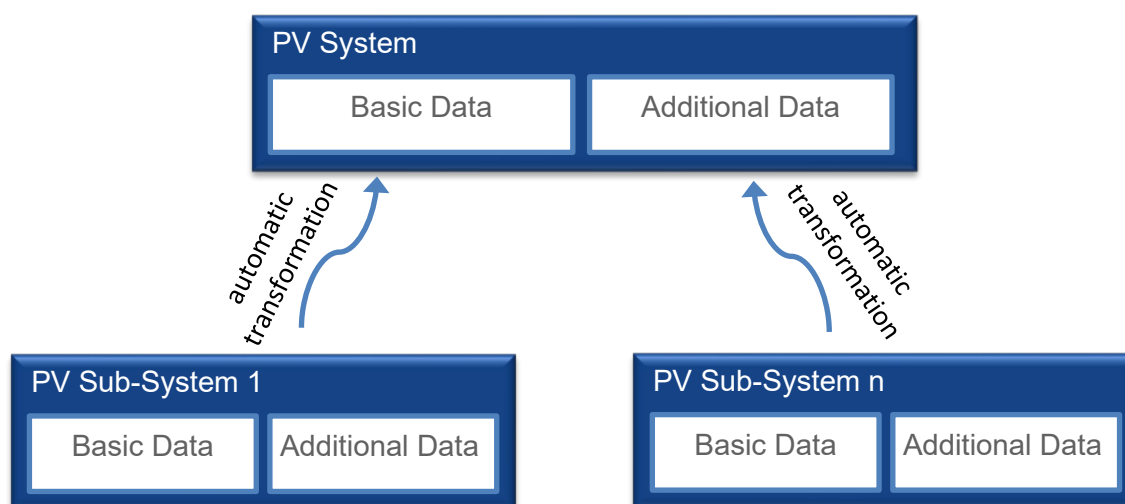 PV System
Basic Data
Additional Data
automatic
transformation
automatic
transformation
PV Sub-System 1
Basic Data
Additional Data
PV Sub-System n
Basic Data
Additional Data